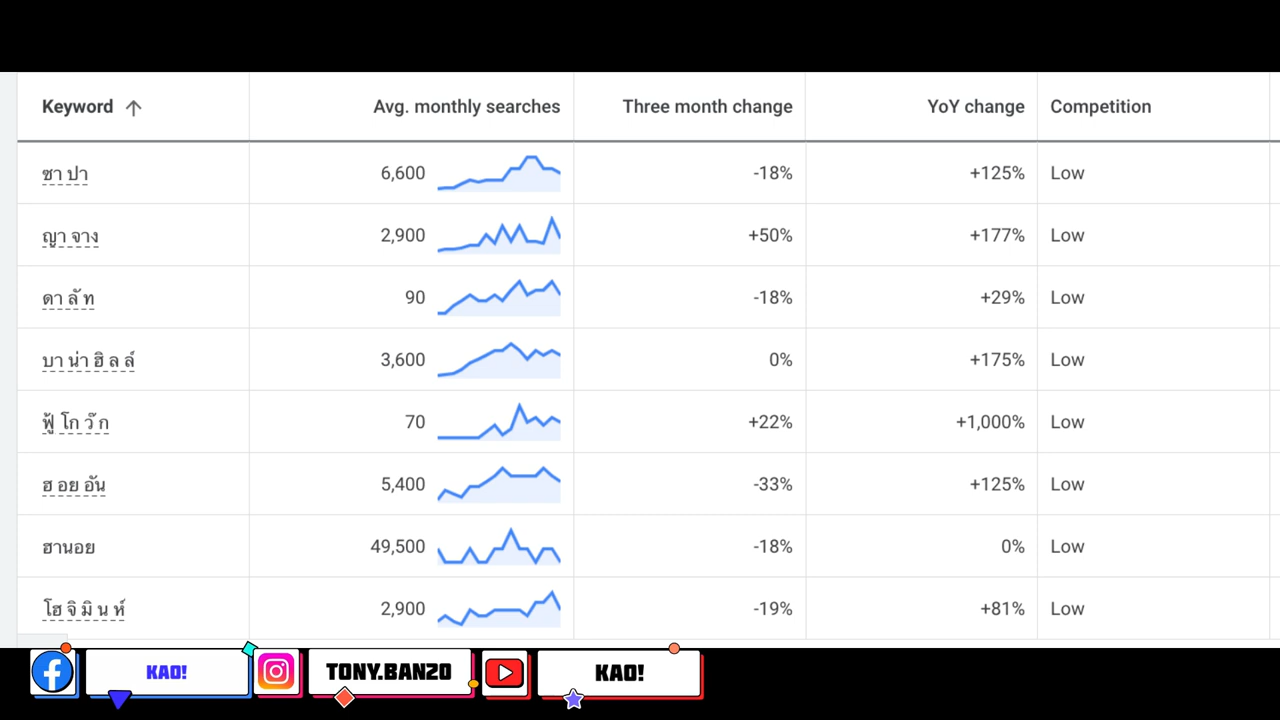 Keyword Avg. monthly searches Three month change YoY change Competition
ซา ปา 6,600 -18% +125% Low
ญา จาง 2,900 +50% +177% Low
ดา ลั ท 90 -18% +29% Low
บา น่า ฮิ ล ล์ 3,600 0% +175% Low
ฟู้ โก ว๊ ก 70 +22% +1,000% Low
ฮ อย อัน 5,400 -33% +125% Low
ฮานอย 49,500 -18% 0% Low
โฮ จิ มิ น ห์ 2,900 -19% +81% Low
KAO! TONY.BANZO KAO!